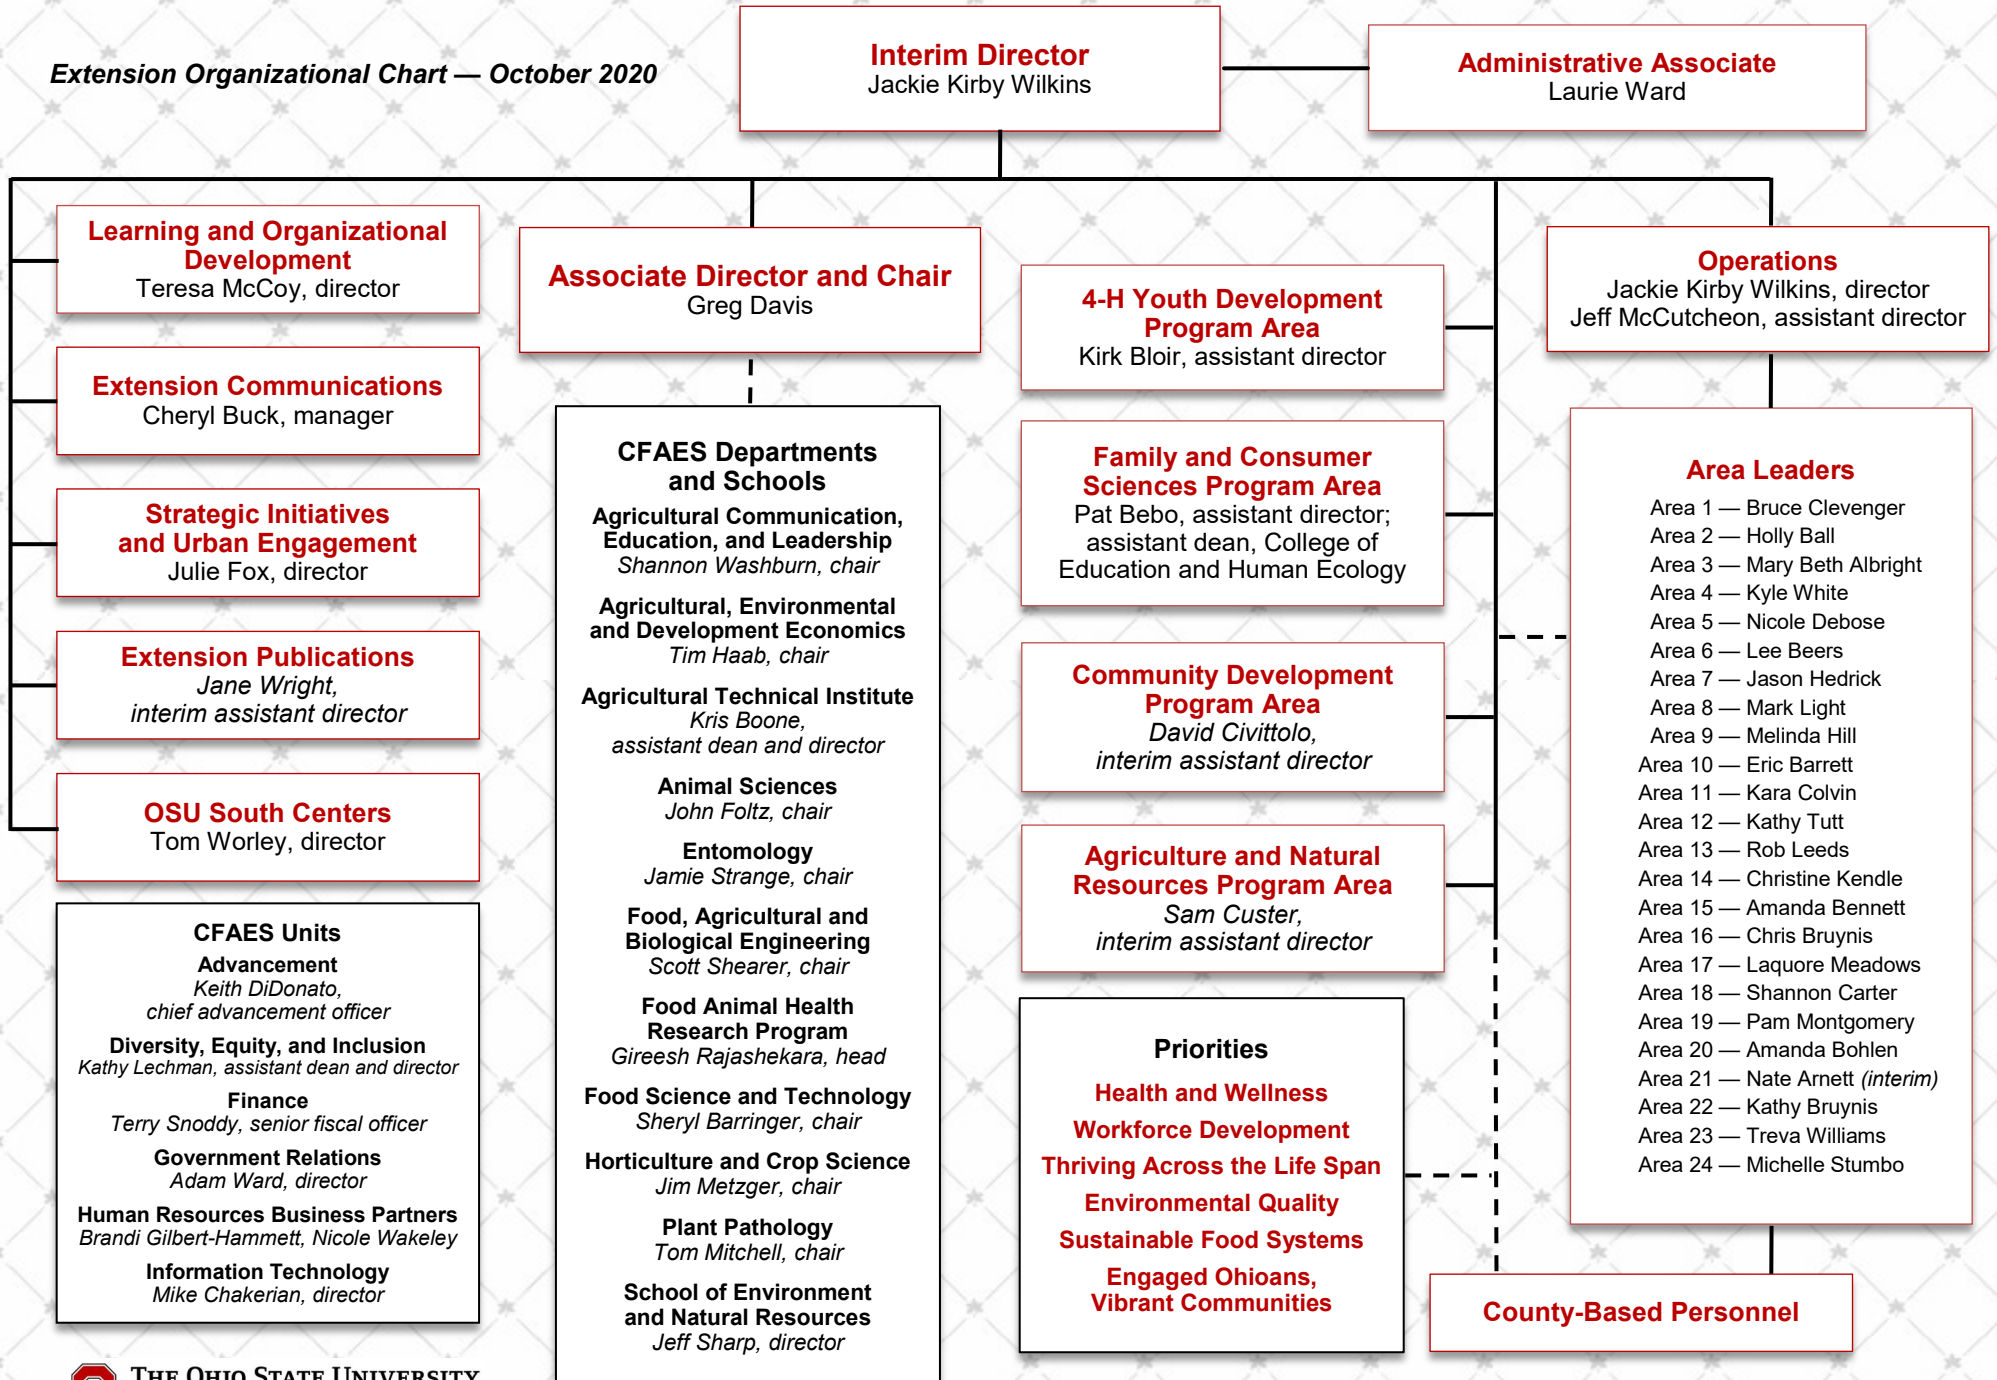 Extension Organizational Chart — October 2020
Interim Director
Jackie Kirby Wilkins
Administrative Associate
Laurie Ward
Learning and Organizational
Development
Teresa McCoy, director
Extension Communications
Cheryl Buck, manager
Strategic Initiatives
and Urban Engagement
Julie Fox, director
Extension Publications
Jane Wright,
interim assistant director
OSU South Centers
Tom Worley, director
CFAES Units
Advancement
Keith DiDonato,
chief advancement officer
Diversity, Equity, and Inclusion
Kathy Lechman, assistant dean and director
Finance
Terry Snoddy, senior fiscal officer
Government Relations
Adam Ward, director
Human Resources Business Partners
Brandi Gilbert-Hammett, Nicole Wakeley
Information Technology
Mike Chakerian, director
THE OHIO STATE UNIVERSITY
Associate Director and Chair
Greg Davis
CFAES Departments
and Schools
Agricultural Communication,
Education, and Leadership
Shannon Washburn, chair
Agricultural, Environmental
and Development Economics
Tim Haab, chair
Agricultural Technical Institute
Kris Boone,
assistant dean and director
Animal Sciences
John Foltz, chair
Entomology
Jamie Strange, chair
Food, Agricultural and
Biological Engineering
Scott Shearer, chair
Food Animal Health
Research Program
Gireesh Rajashekara, head
Food Science and Technology
Sheryl Barringer, chair
Horticulture and Crop Science
Jim Metzger, chair
Plant Pathology
Tom Mitchell, chair
School of Environment
and Natural Resources
Jeff Sharp, director
4-H Youth Development
Program Area
Kirk Bloir, assistant director
Family and Consumer
Sciences Program Area
Pat Bebo, assistant director;
assistant dean, College of
Education and Human Ecology
Community Development
Program Area
David Civittolo,
interim assistant director
Agriculture and Natural
Resources Program Area
Sam Custer,
interim assistant director
Priorities
Health and Wellness
Workforce Development
Thriving Across the Life Span
Environmental Quality
Sustainable Food Systems
Engaged Ohioans,
Vibrant Communities
Operations
Jackie Kirby Wilkins, director
Jeff McCutcheon, assistant director
Area Leaders
Area 1 — Bruce Clevenger
Area 2 — Holly Ball
Area 3 — Mary Beth Albright
Area 4 — Kyle White
Area 5 — Nicole Debose
Area 6 — Lee Beers
Area 7 — Jason Hedrick
Area 8 — Mark Light
Area 9 — Melinda Hill
Area 10 — Eric Barrett
Area 11 — Kara Colvin
Area 12 — Kathy Tutt
Area 13 — Rob Leeds
Area 14 — Christine Kendle
Area 15 — Amanda Bennett
Area 16 — Chris Bruynis
Area 17 — Laquore Meadows
Area 18 — Shannon Carter
Area 19 — Pam Montgomery
Area 20 — Amanda Bohlen
Area 21 — Nate Arnett (interim)
Area 22 — Kathy Bruynis
Area 23 — Treva Williams
Area 24 — Michelle Stumbo
County-Based Personnel